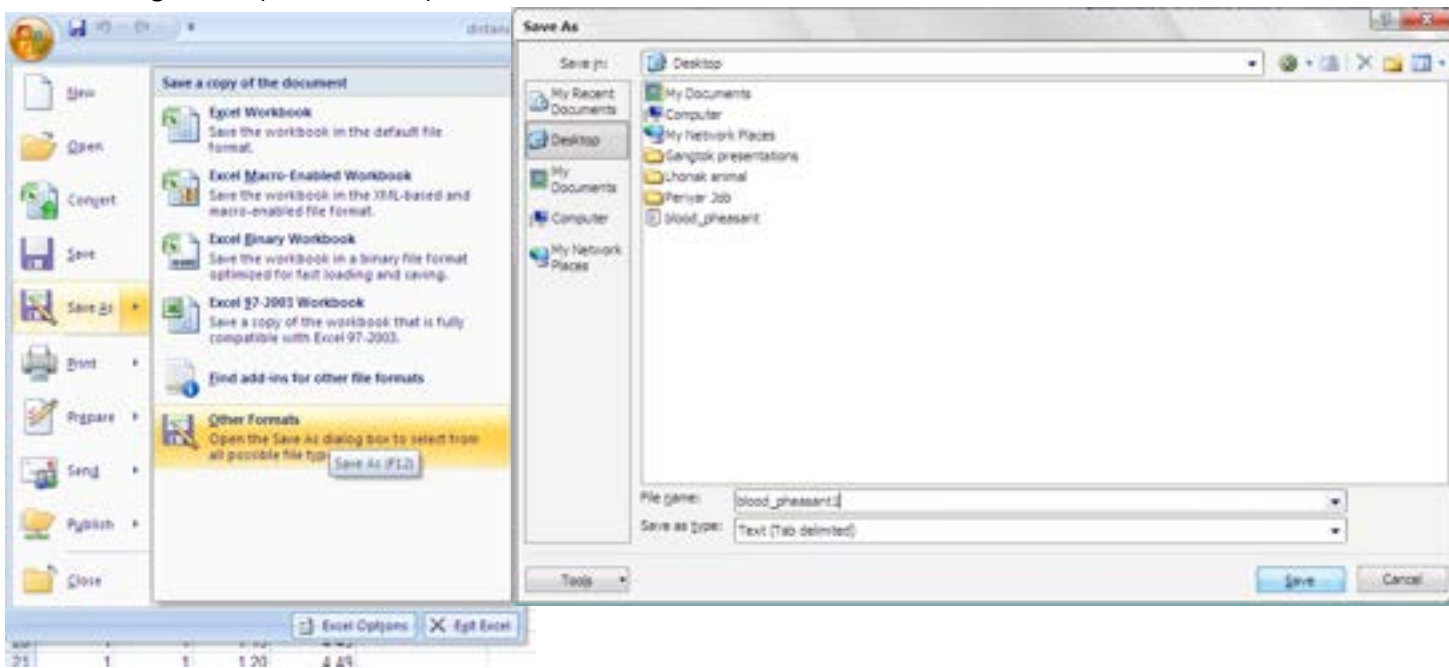 distan
New
Open
Convert
Save
Save As
Print
Prepare
Send
Publish
Close
Save a copy of the document
Excel Workbook
Save the workbook in the default file
format.
Excel Macro-Enabled Workbook
Save the workbook in the XML-based and
macro-enabled file format.
Excel Binary Workbook
Save the workbook in a binary file format
optimized for fast loading and saving.
Excel 97-2003 Workbook
Save a copy of the workbook that is fully
compatible with Excel 97-2003.
Find add-ins for other file formats
Other Formats
Open the Save As dialog box to select from
all possible file typ
Save As (F12)
Excel Options
Exit Excel
21 1 1 1.20 4.49
Save As
Save in:
Desktop
My Recent
Documents
Desktop
My
Documents
Computer
My Network
Places
My Documents
Computer
My Network Places
Gangtok presentations
Lhonak animal
Periyar Job
blood_pheasant
File name:
blood_pheasant1
Save as type:
Text (Tab delimited)
Tools
Save
Cancel